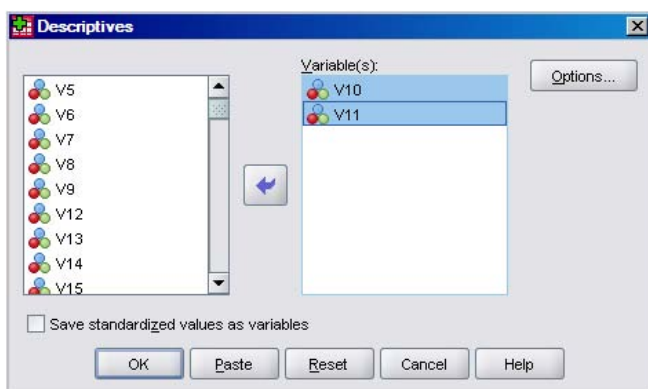 Descriptives
V5
V6
V7
V8
V9
V12
V13
V14
V15
Variable(s):
V10
V11
Options...
Save standardized values as variables
OK
Paste
Reset
Cancel
Help